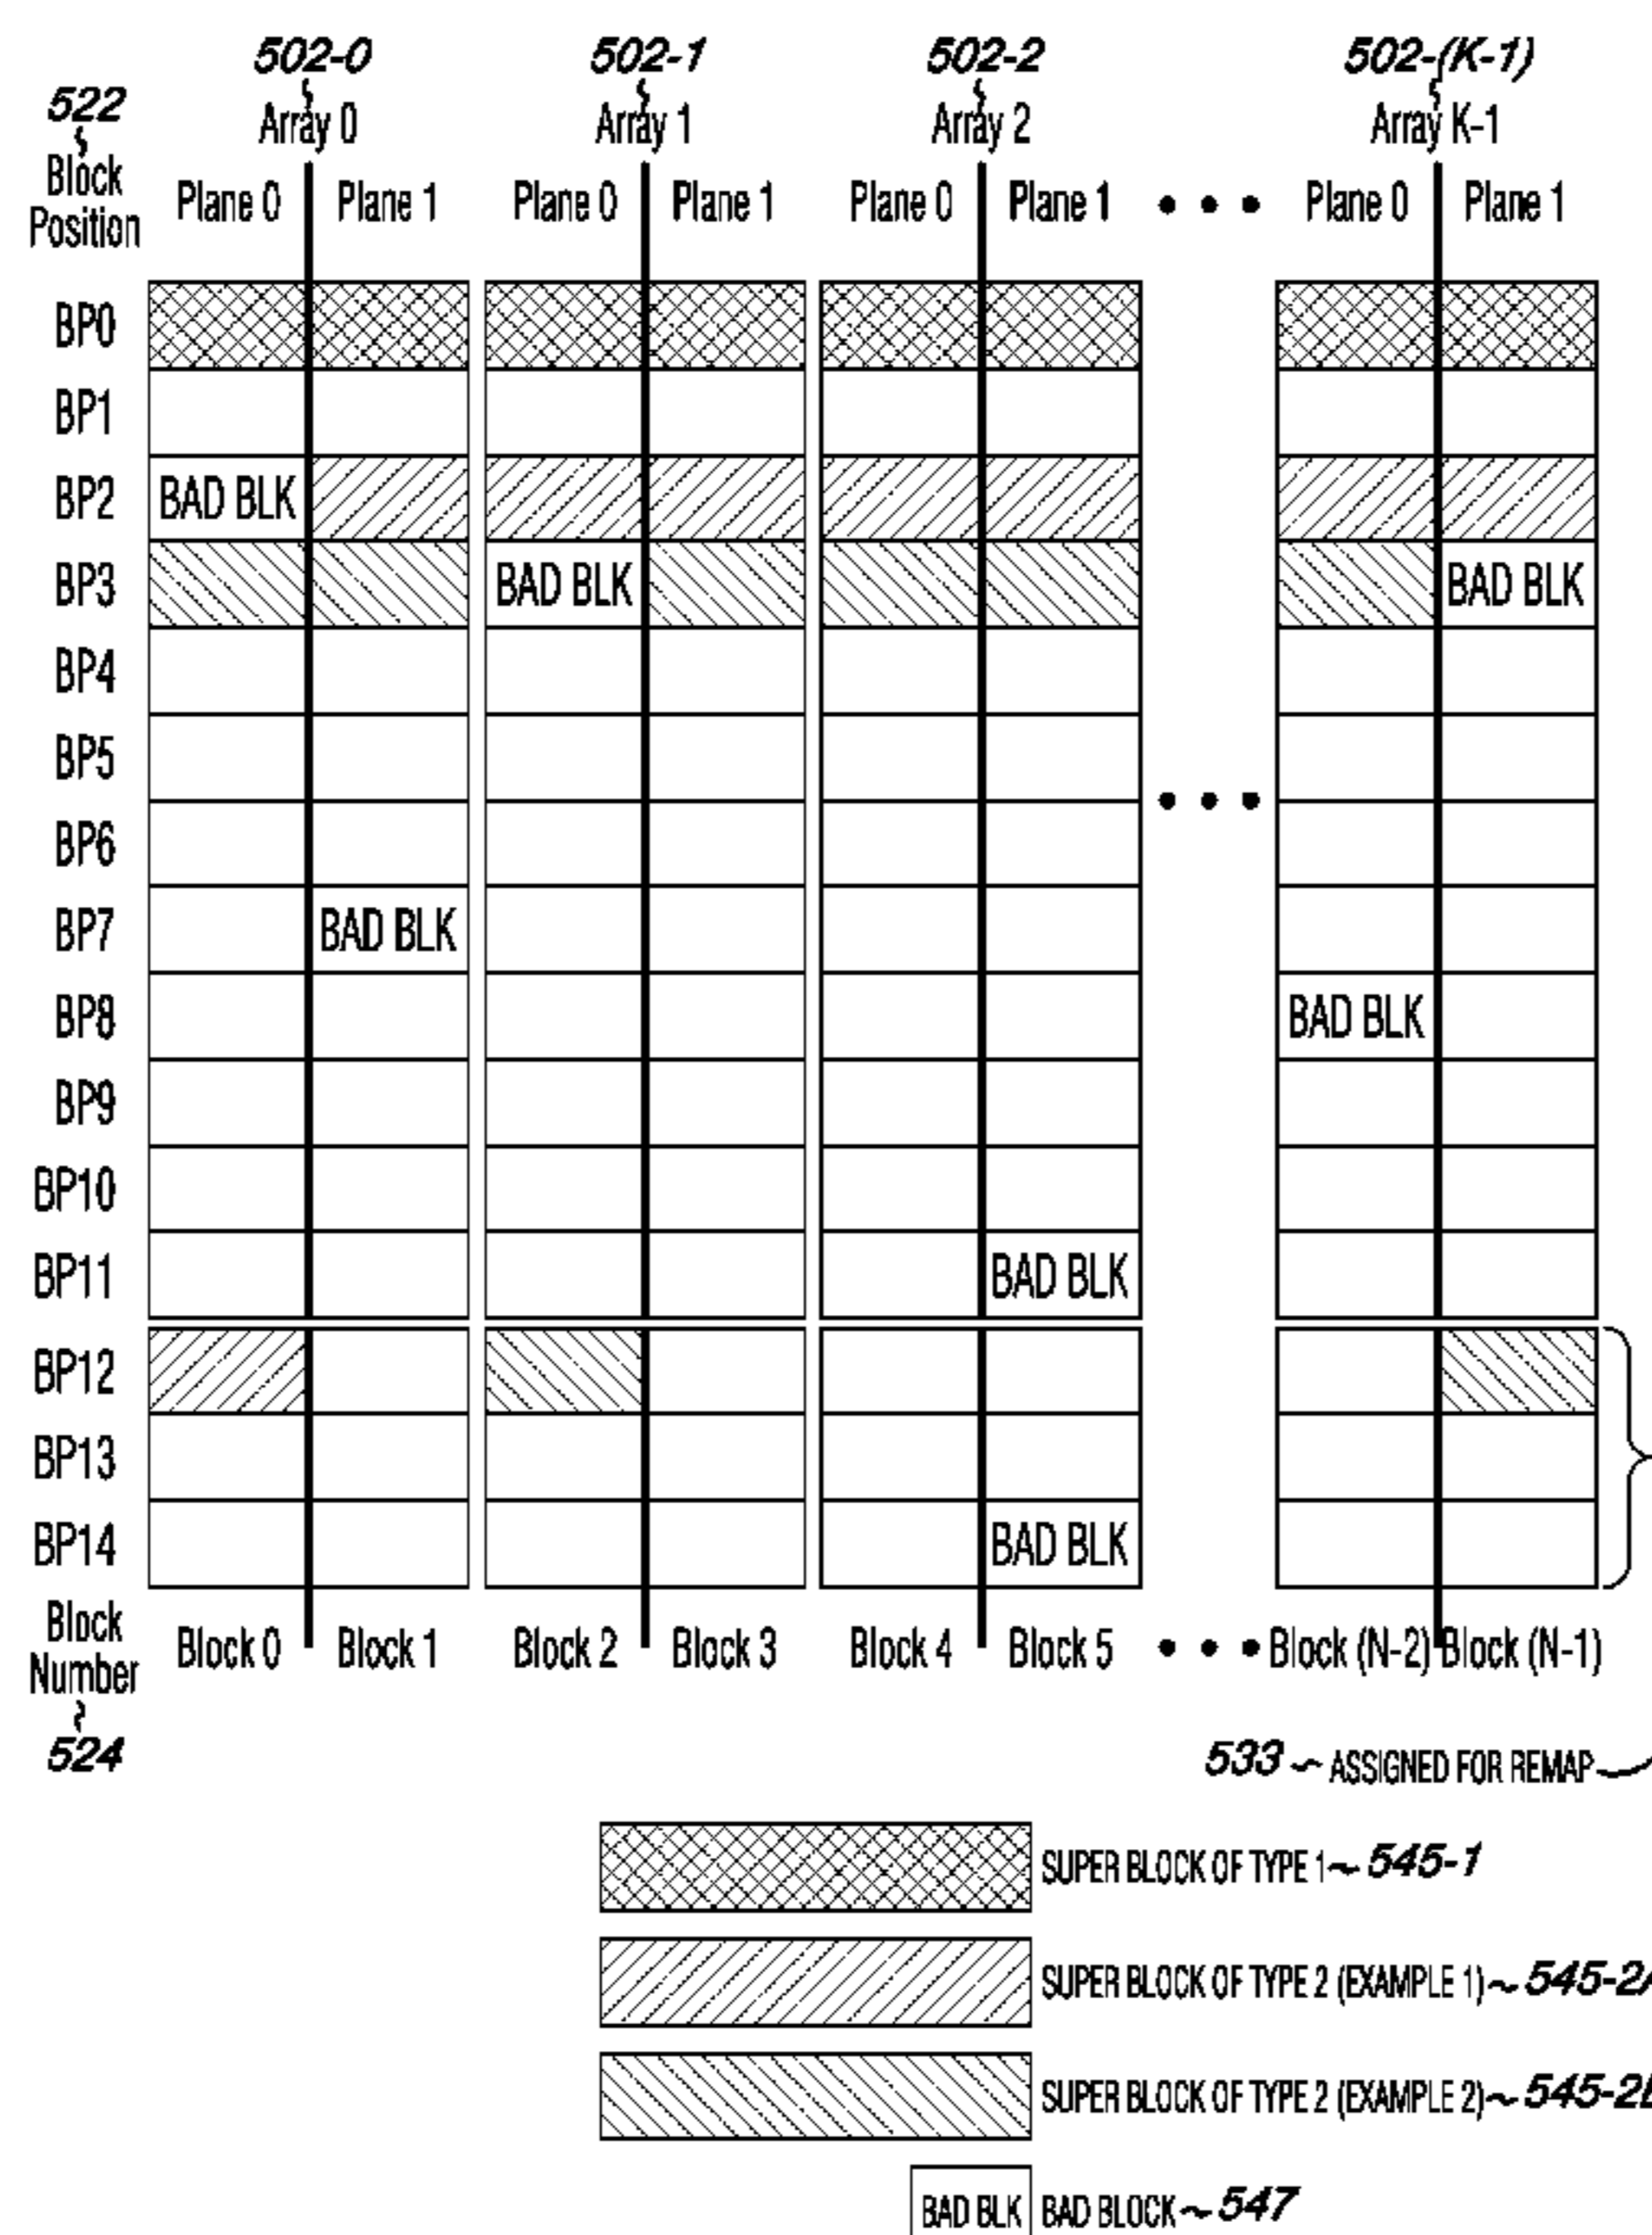 502-0 502-1 502-2 502-(K-1)
522 Array 0 Array 1 Array 2 Array K-1
Block
Position
Plane 0 Plane 1 Plane 0 Plane 1 Plane 0 Plane 1 • • • Plane 0 Plane 1
BP0
BP1
BP2 BAD BLK
BP3 BAD BLK BAD BLK
BP4
BP5
• • •
BP6
BP7 BAD BLK
BP8 BAD BLK
BP9
BP10
BP11 BAD BLK
BP12
BP13
BP14 BAD BLK
Block
Number
Block 0 Block 1 Block 2 Block 3 Block 4 Block 5 • • • Block (N-2) Block (N-1)
524
533 ~ ASSIGNED FOR REMAP
SUPER BLOCK OF TYPE 1 ~ 545-1
SUPER BLOCK OF TYPE 2 (EXAMPLE 1) ~ 545-2A
SUPER BLOCK OF TYPE 2 (EXAMPLE 2) ~ 545-2B
BAD BLK BAD BLOCK ~ 547